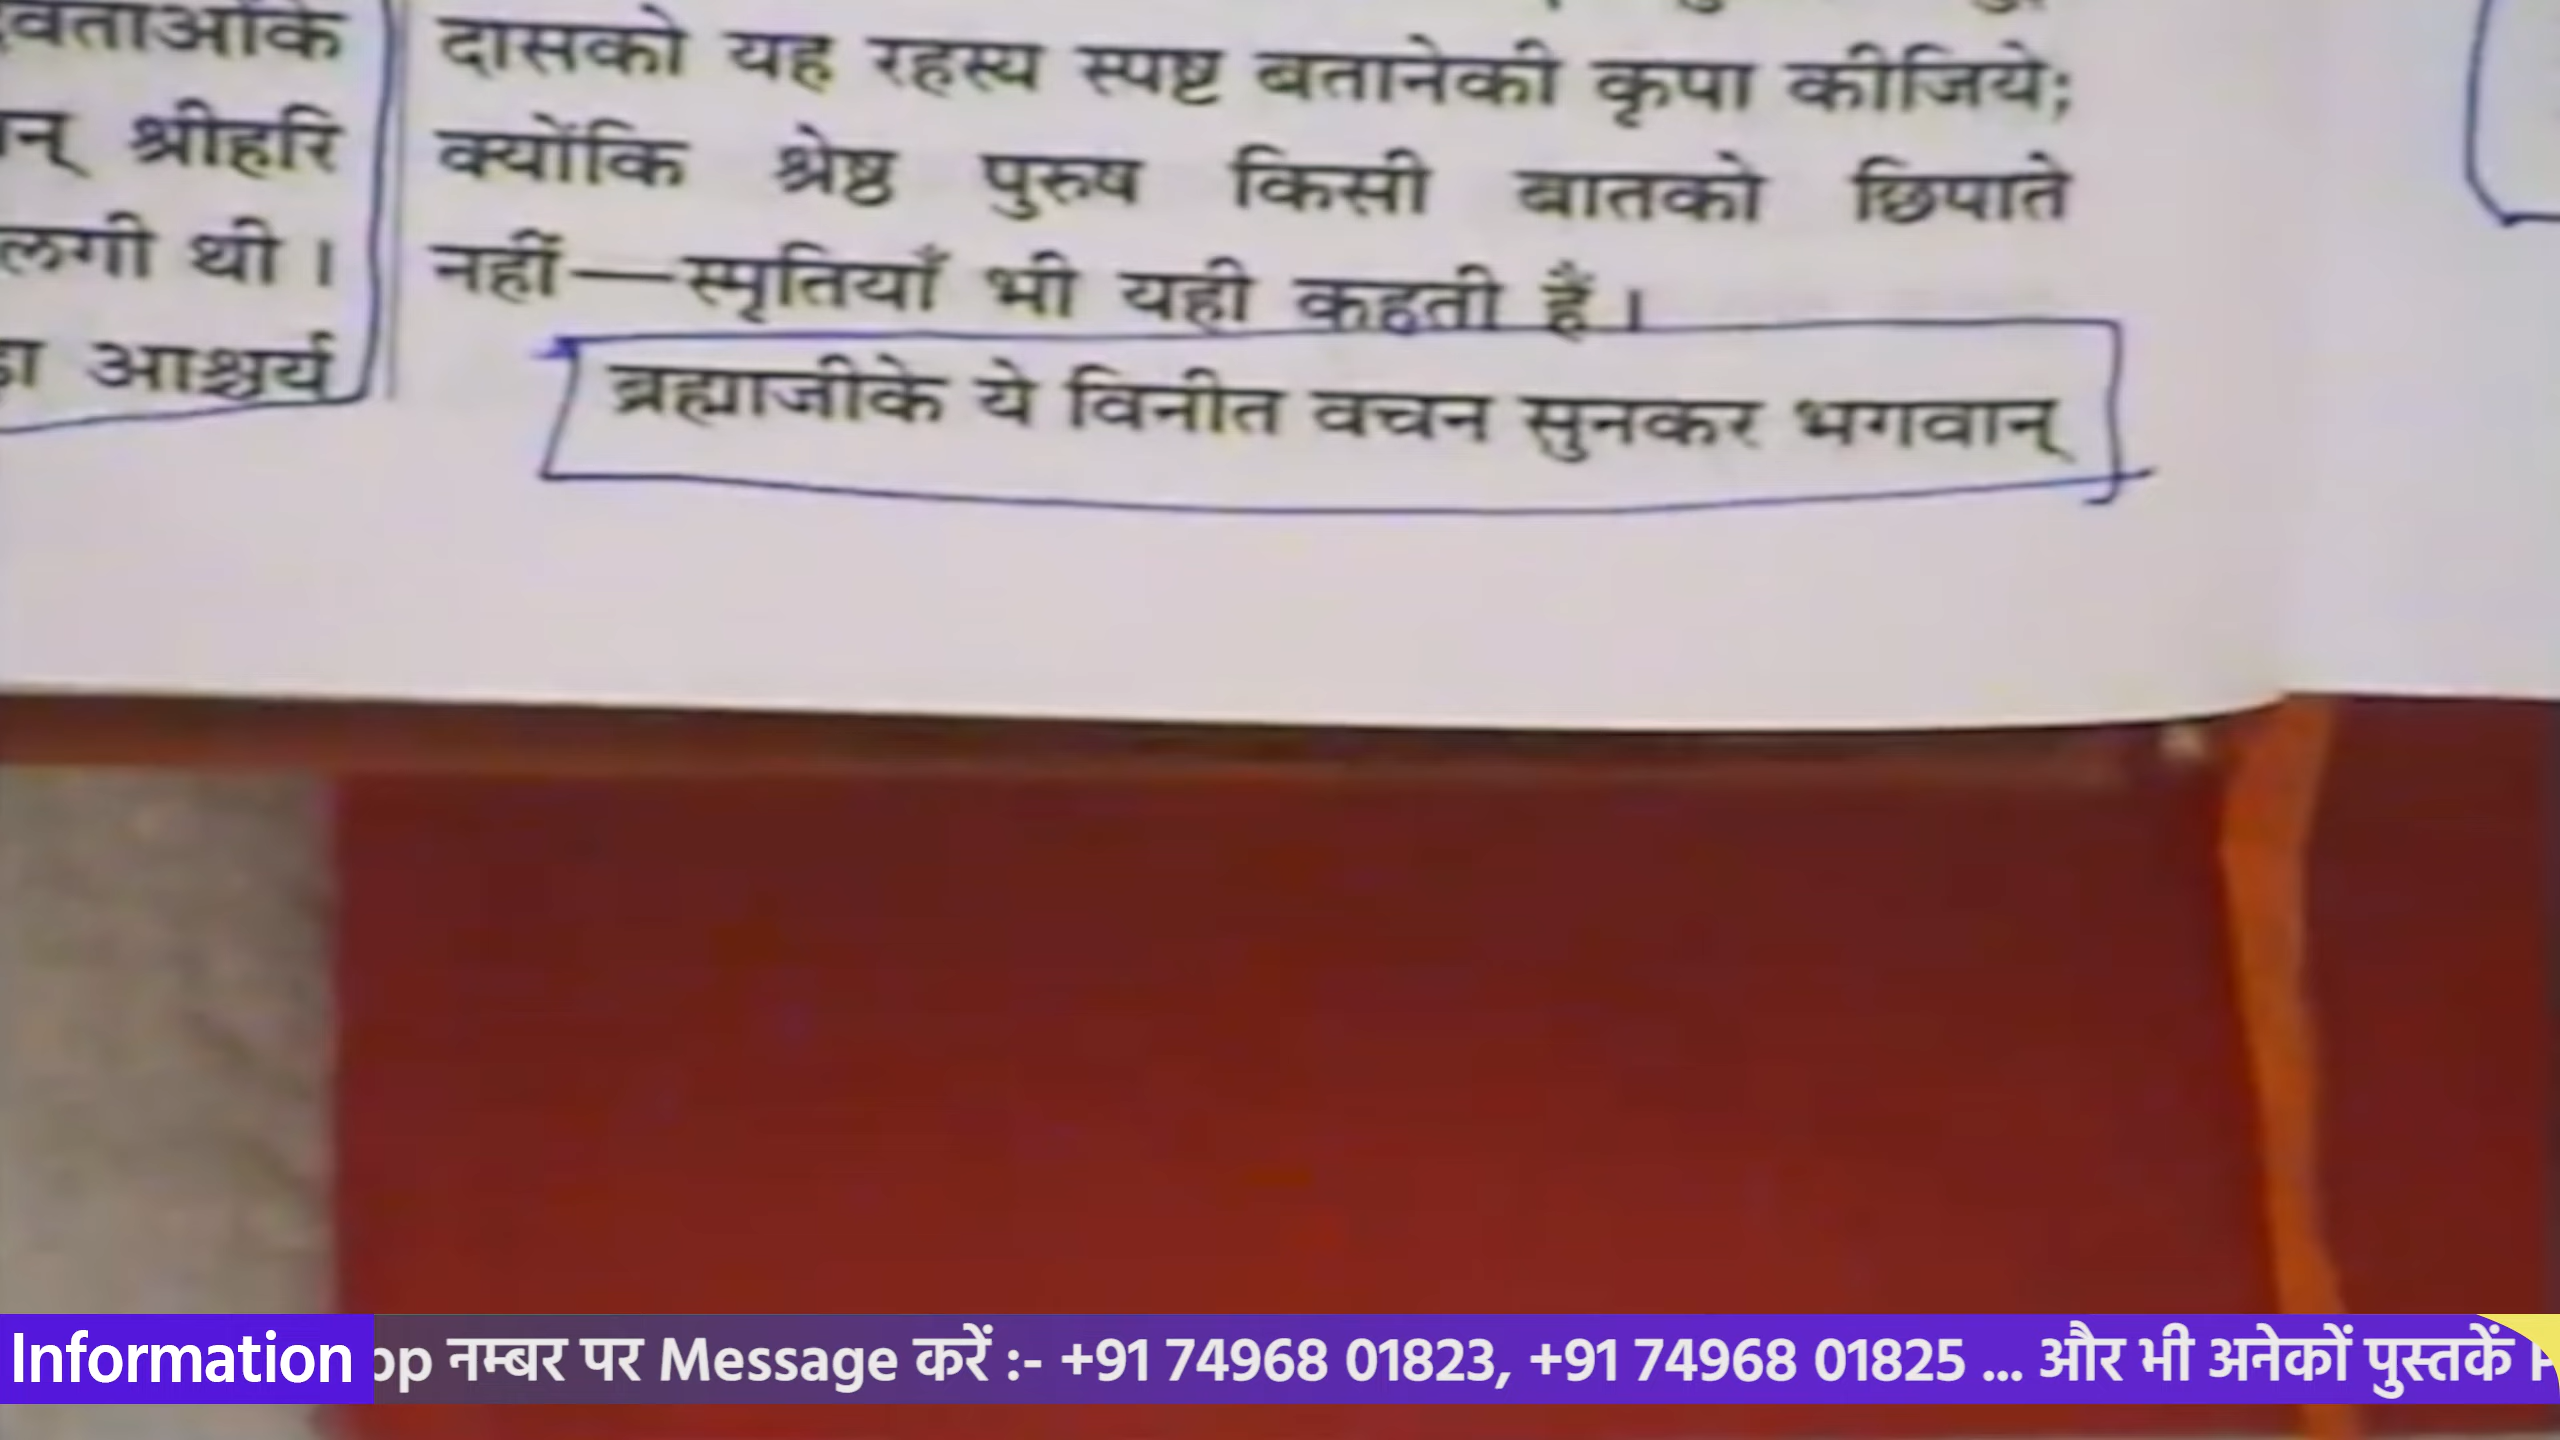 श्रीहरि
लगी थी।
आश्चर्य
दासको यह रहस्य स्पष्ट बतानेकी कृपा कीजिये;
क्योंकि श्रेष्ठ पुरुष किसी बातको छिपाते
नहीं—स्मृतियाँ भी यही कहती हैं।
ब्रह्माजीके ये विनीत वचन सुनकर भगवान्
Information
pp नम्बर पर Message करें :- +91 74968 01823, +91 74968 01825 ... और भी अनेकों पुस्तकें